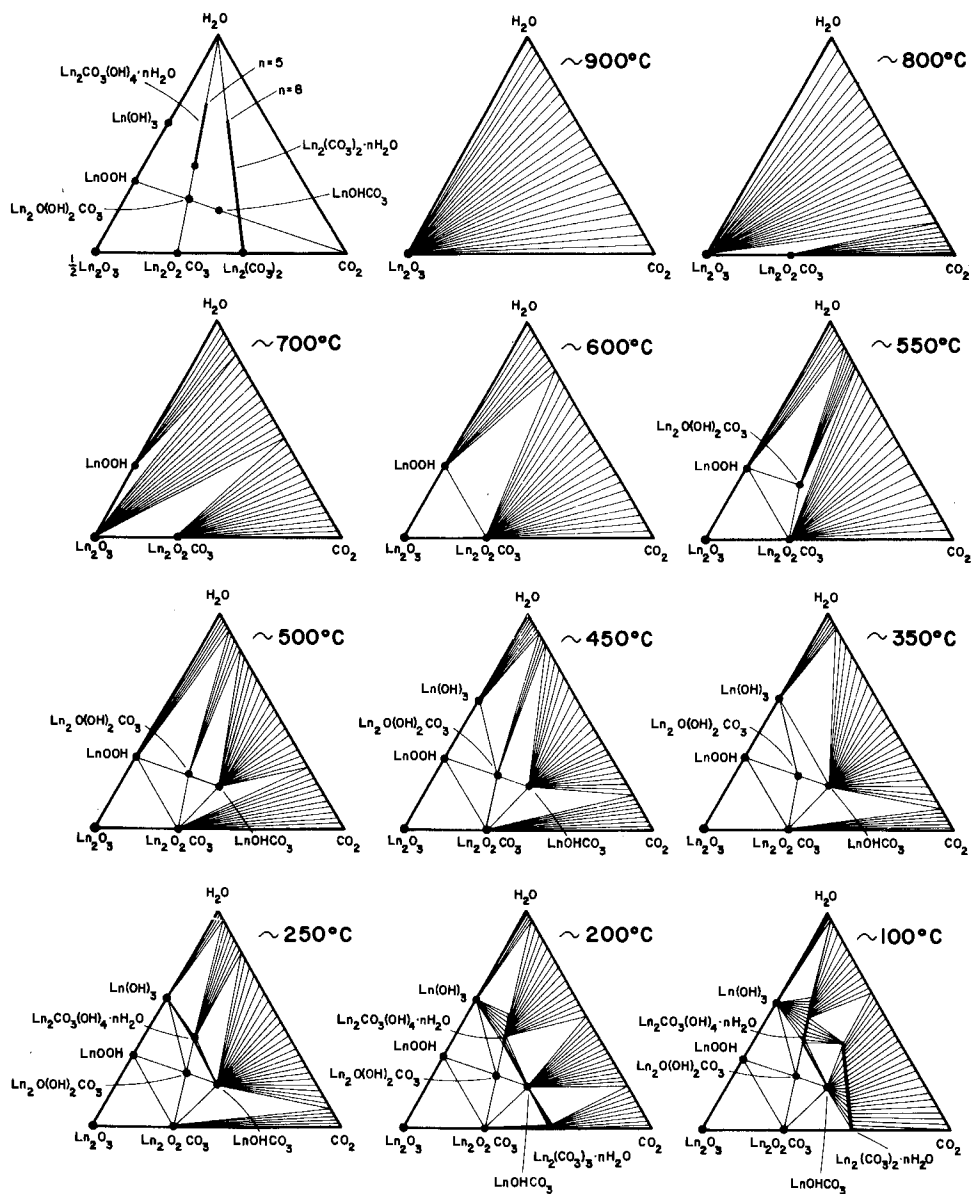 H₂O
Ln₂CO₃(OH)₄·nH₂O
n=5
n=8
Ln(OH)₃
Ln₂(CO₃)₂·nH₂O
LnOOH
LnOHCO₃
Ln₂O(OH)₂CO₃
½Ln₂O₃
Ln₂O₂CO₃
Ln₂(CO₃)₂
CO₂
H₂O
~900°C
Ln₂O₃
CO₂
H₂O
~800°C
Ln₂O₃
Ln₂O₂CO₃
CO₂
H₂O
~700°C
LnOOH
Ln₂O₃
Ln₂O₂CO₃
CO₂
H₂O
~600°C
LnOOH
Ln₂O₃
Ln₂O₂CO₃
CO₂
H₂O
~550°C
Ln₂O(OH)₂CO₃
LnOOH
Ln₂O₃
Ln₂O₂CO₃
CO₂
H₂O
~500°C
Ln₂O(OH)₂CO₃
LnOOH
Ln₂O₃
Ln₂O₂CO₃
LnOHCO₃
CO₂
H₂O
~450°C
Ln(OH)₃
Ln₂O(OH)₂CO₃
LnOOH
Ln₂O₃
Ln₂O₂CO₃
LnOHCO₃
CO₂
H₂O
~350°C
Ln(OH)₃
Ln₂O(OH)₂CO₃
LnOOH
Ln₂O₃
Ln₂O₂CO₃
LnOHCO₃
CO₂
H₂O
~250°C
Ln(OH)₃
Ln₂CO₃(OH)₄·nH₂O
LnOOH
Ln₂O(OH)₂CO₃
Ln₂O₃
Ln₂O₂CO₃
LnOHCO₃
CO₂
H₂O
~200°C
Ln(OH)₃
Ln₂CO₃(OH)₄·nH₂O
LnOOH
Ln₂O(OH)₂CO₃
Ln₂O₃
Ln₂O₂CO₃
CO₂
Ln₂(CO₃)₃·nH₂O
LnOHCO₃
H₂O
~100°C
Ln(OH)₃
Ln₂CO₃(OH)₄·nH₂O
LnOOH
Ln₂O(OH)₂CO₃
Ln₂O₃
Ln₂O₂CO₃
CO₂
Ln₂(CO₃)₂·nH₂O
LnOHCO₃